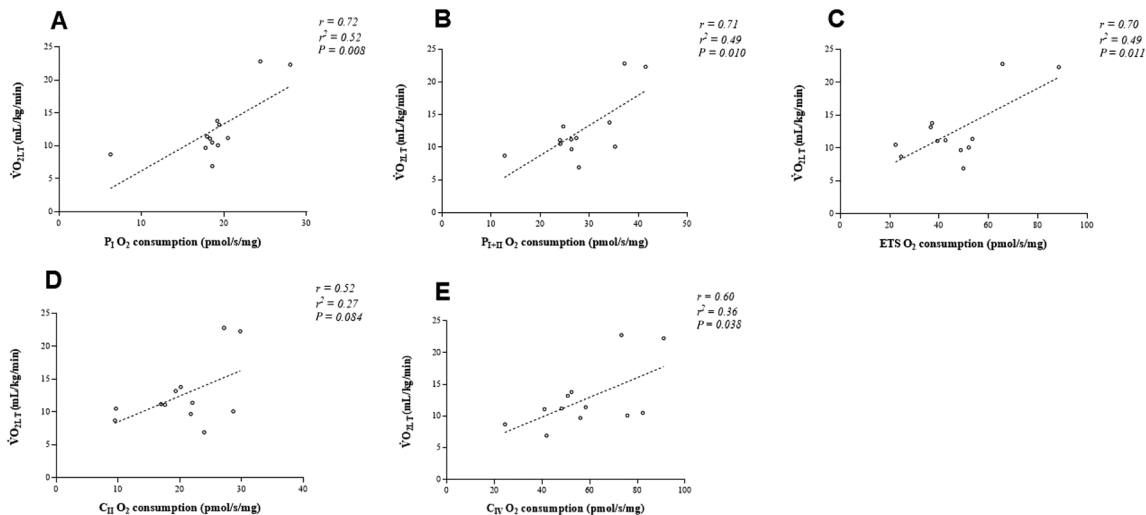 A
r = 0.72
r² = 0.52
P = 0.008
25
20
15
10
5
0
V̇O₂LT (mL/kg/min)
0 10 20 30
P_I O₂ consumption (pmol/s/mg)
B
r = 0.71
r² = 0.49
P = 0.010
25
20
15
10
5
0
V̇O₂LT (mL/kg/min)
0 10 20 30 40 50
P_I+II O₂ consumption (pmol/s/mg)
C
r = 0.70
r² = 0.49
P = 0.011
25
20
15
10
5
0
V̇O₂LT (mL/kg/min)
0 20 40 60 80 100
ETS O₂ consumption (pmol/s/mg)
D
r = 0.52
r² = 0.27
P = 0.084
25
20
15
10
5
0
V̇O₂LT (mL/kg/min)
0 10 20 30 40
C_II O₂ consumption (pmol/s/mg)
E
r = 0.60
r² = 0.36
P = 0.038
25
20
15
10
5
0
V̇O₂LT (mL/kg/min)
0 20 40 60 80 100
C_IV O₂ consumption (pmol/s/mg)